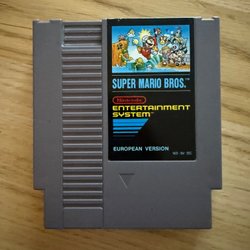 SUPER MARIO BROS.™
Nintendo
ENTERTAINMENT
SYSTEM™
EUROPEAN VERSION